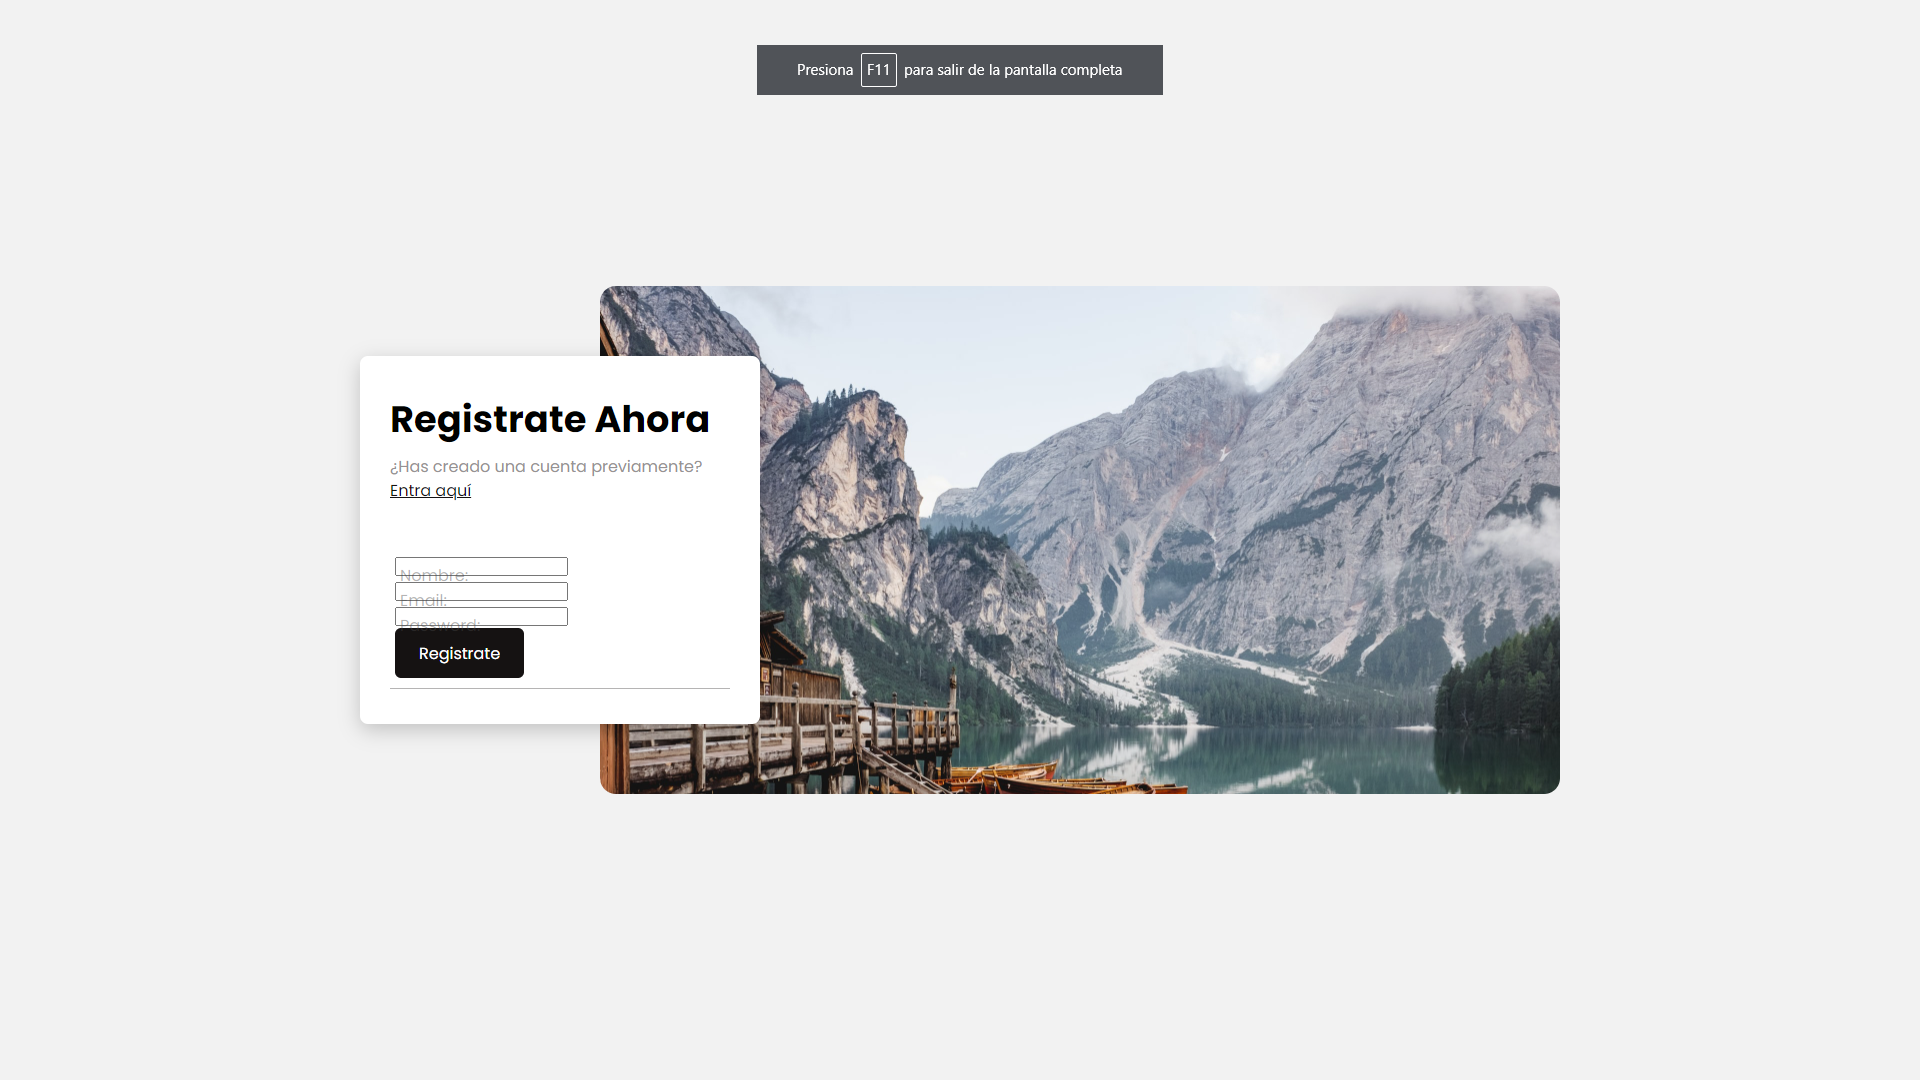 Presiona F11 para salir de la pantalla completa
Registrate Ahora
¿Has creado una cuenta previamente?
Entra aquí
Nombre:
Email:
Password:
Registrate